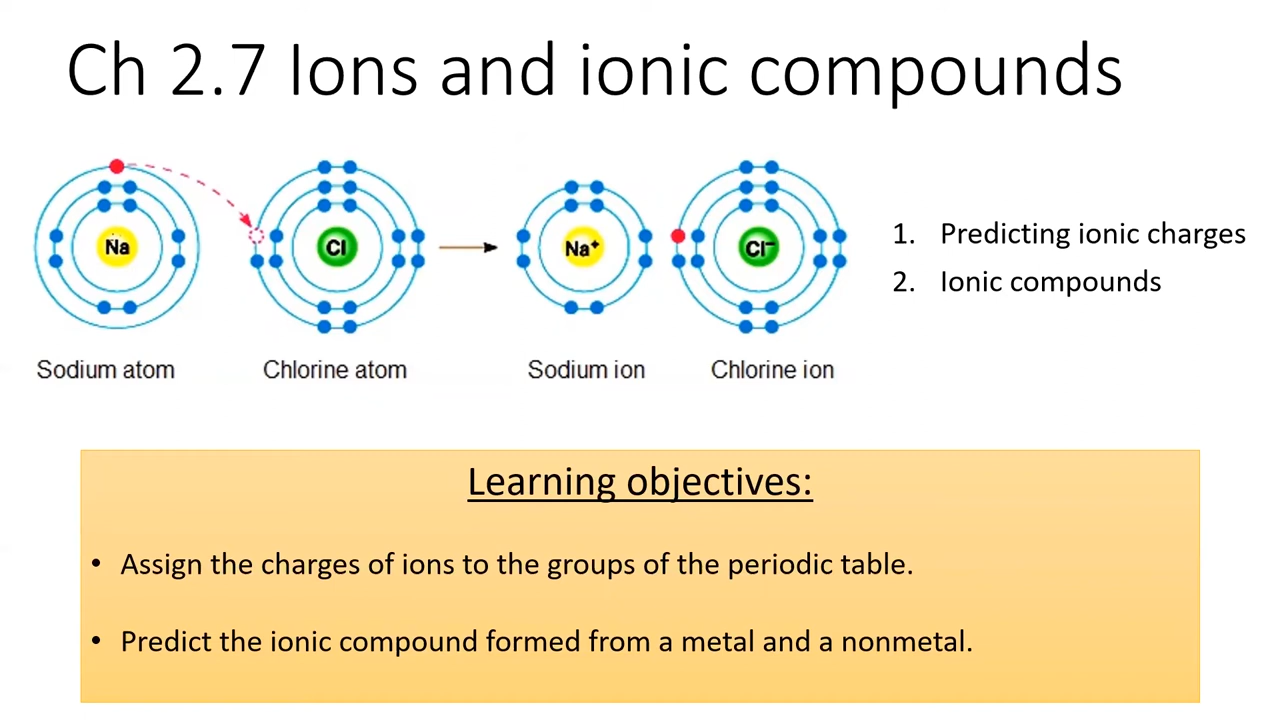 Ch 2.7 Ions and ionic compounds
Na
Cl
Na⁺
Cl⁻
Sodium atom
Chlorine atom
Sodium ion
Chlorine ion
1. Predicting ionic charges
2. Ionic compounds
Learning objectives:
• Assign the charges of ions to the groups of the periodic table.
• Predict the ionic compound formed from a metal and a nonmetal.